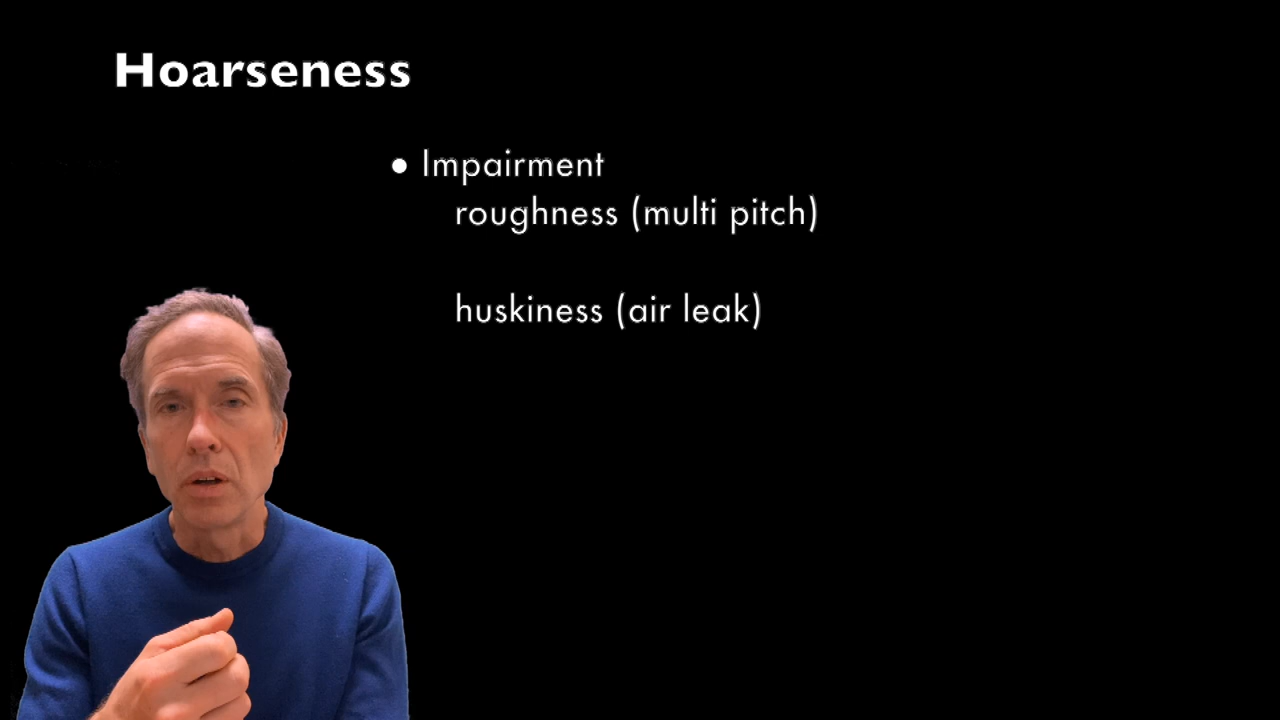 Hoarseness
• Impairment
roughness (multi pitch)
huskiness (air leak)